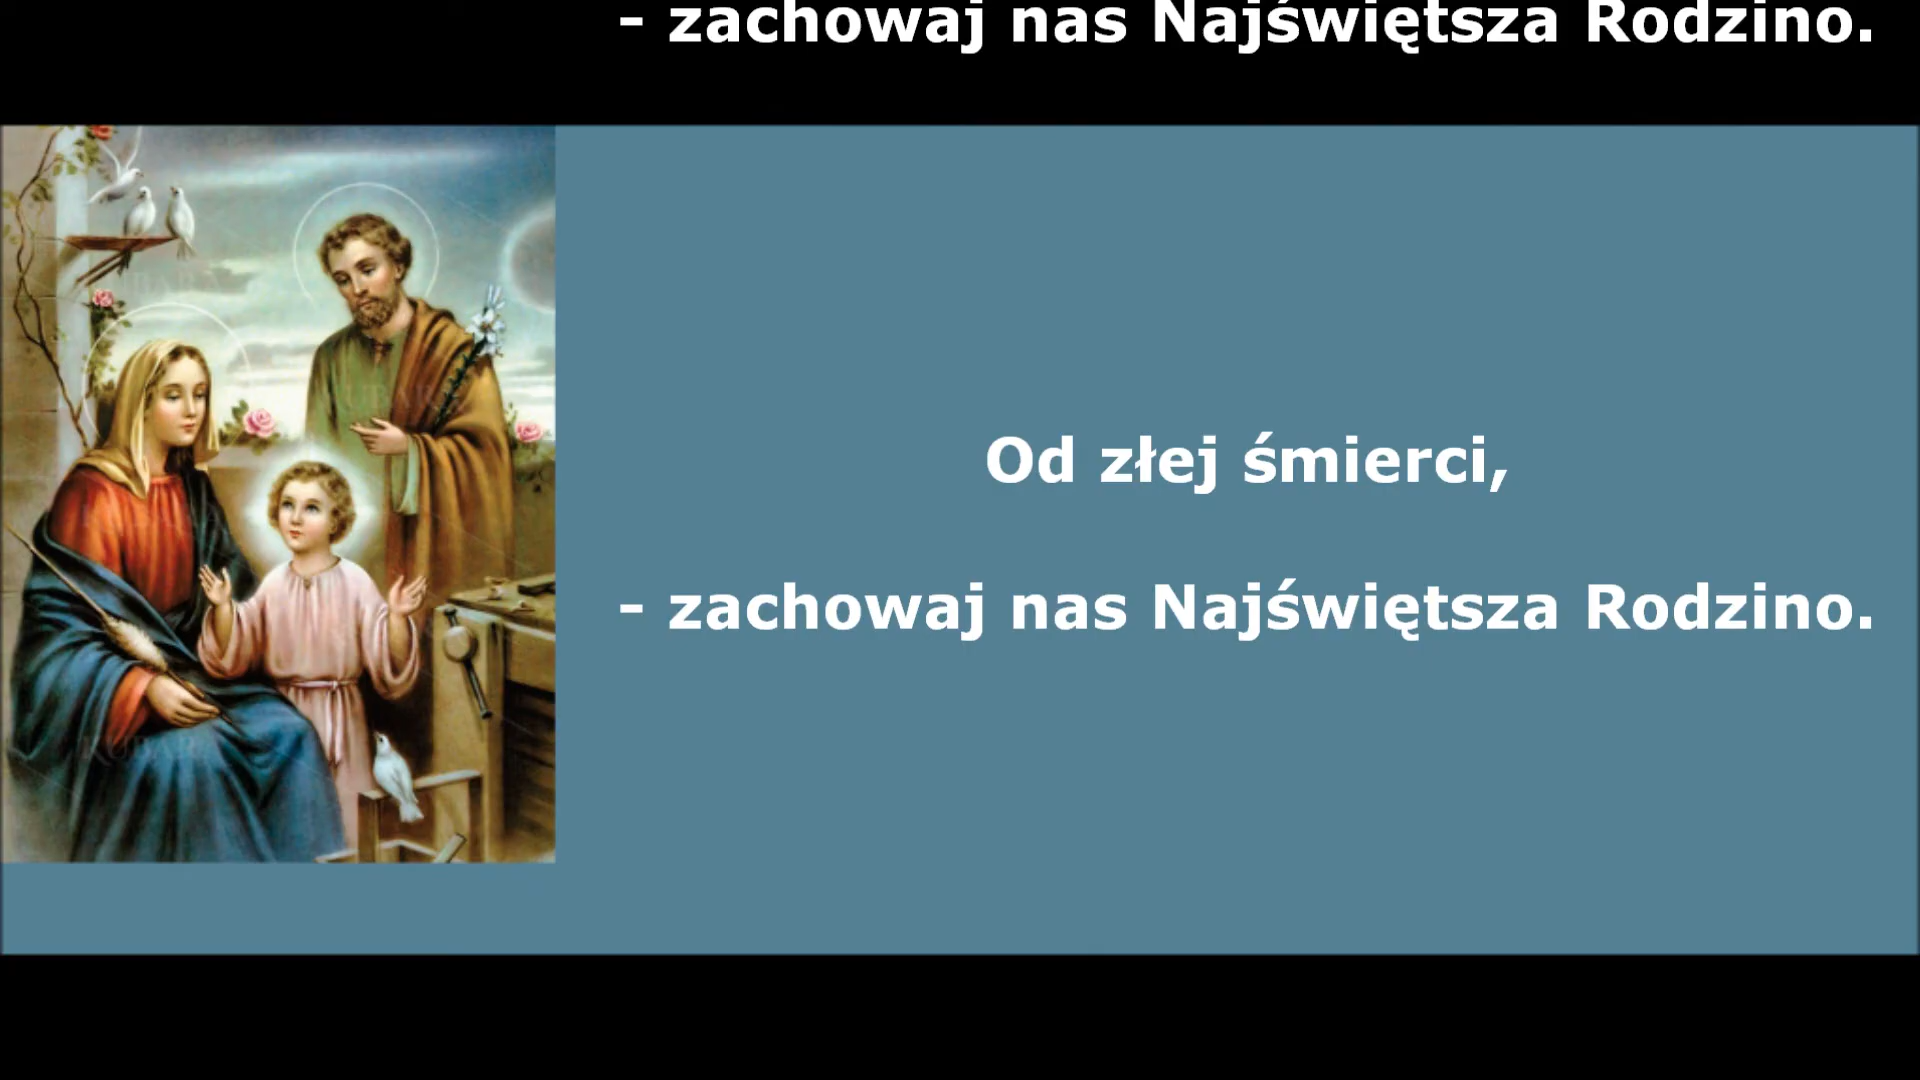 - zachowaj nas Najświętsza Rodzino.
Od złej śmierci,
- zachowaj nas Najświętsza Rodzino.